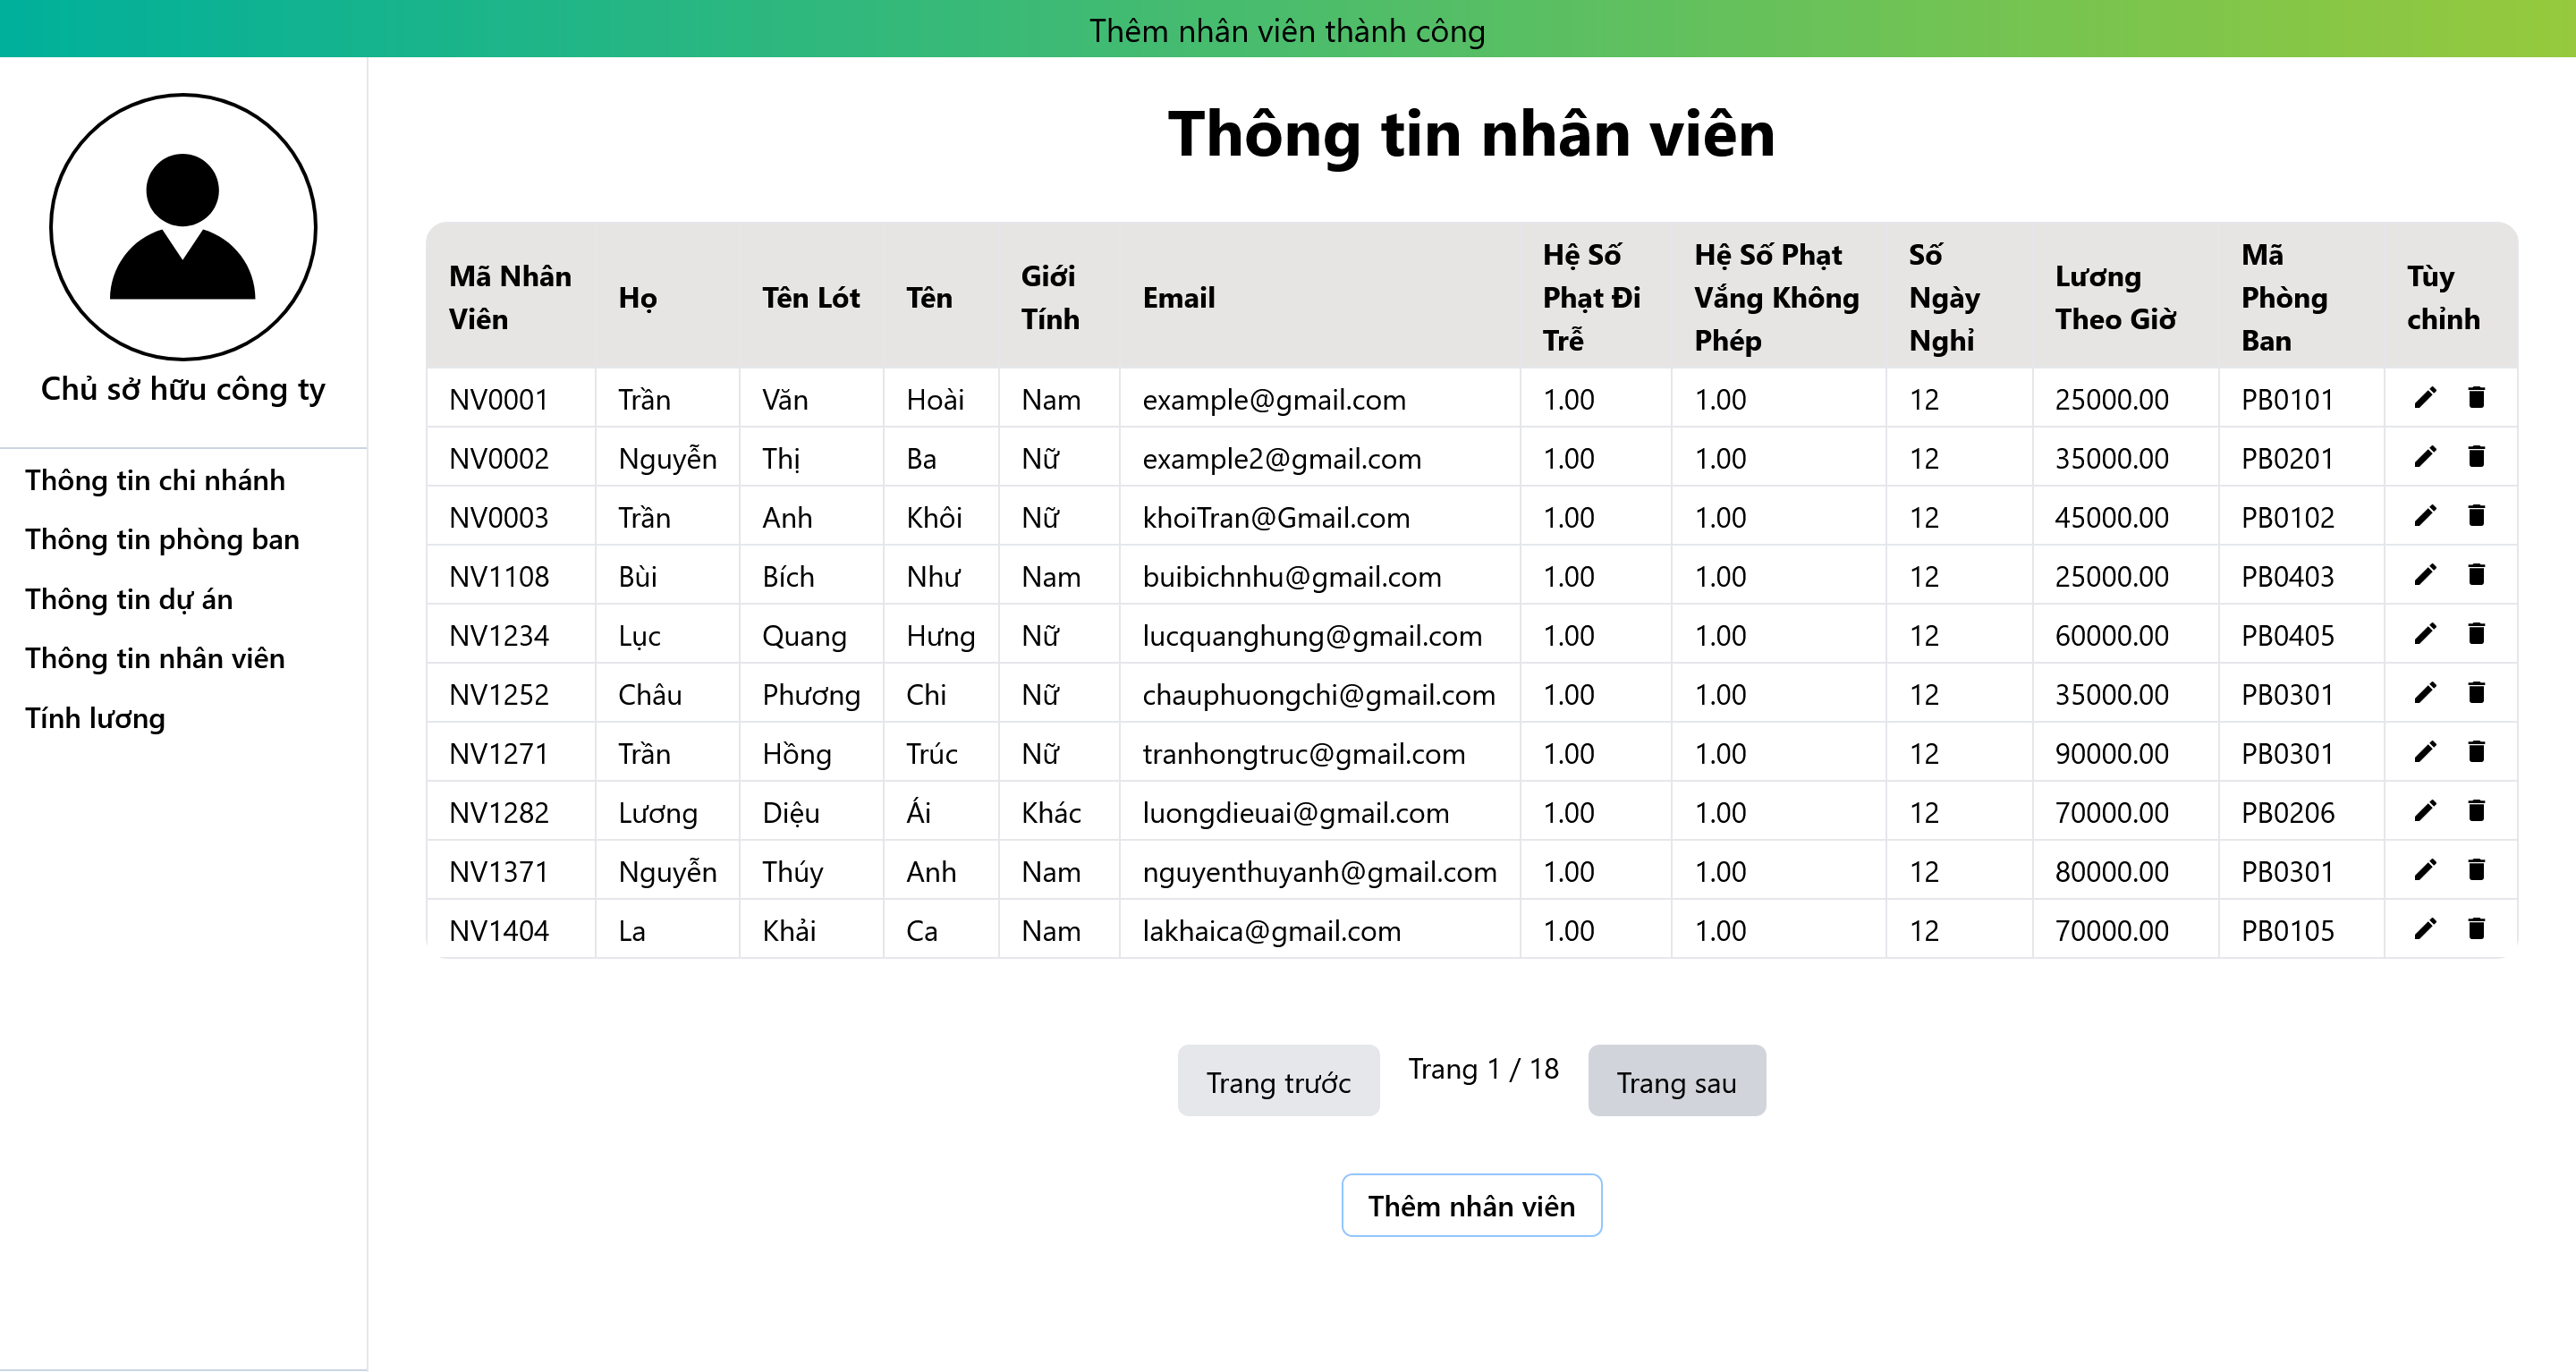 Thêm nhân viên thành công
Chủ sở hữu công ty
Thông tin chi nhánh
Thông tin phòng ban
Thông tin dự án
Thông tin nhân viên
Tính lương
Thông tin nhân viên
Mã Nhân Viên Họ Tên Lót Tên Giới Tính Email Hệ Số Phạt Đi Trễ Hệ Số Phạt Vắng Không Phép Số Ngày Nghỉ Lương Theo Giờ Mã Phòng Ban Tùy chỉnh
NV0001 Trần Văn Hoài Nam example@gmail.com 1.00 1.00 12 25000.00 PB0101
NV0002 Nguyễn Thị Ba Nữ example2@gmail.com 1.00 1.00 12 35000.00 PB0201
NV0003 Trần Anh Khôi Nữ khoiTran@Gmail.com 1.00 1.00 12 45000.00 PB0102
NV1108 Bùi Bích Như Nam buibichnhu@gmail.com 1.00 1.00 12 25000.00 PB0403
NV1234 Lục Quang Hưng Nữ lucquanghung@gmail.com 1.00 1.00 12 60000.00 PB0405
NV1252 Châu Phương Chi Nữ chauphuongchi@gmail.com 1.00 1.00 12 35000.00 PB0301
NV1271 Trần Hồng Trúc Nữ tranhongtruc@gmail.com 1.00 1.00 12 90000.00 PB0301
NV1282 Lương Diệu Ái Khác luongdieuai@gmail.com 1.00 1.00 12 70000.00 PB0206
NV1371 Nguyễn Thúy Anh Nam nguyenthuyanh@gmail.com 1.00 1.00 12 80000.00 PB0301
NV1404 La Khải Ca Nam lakhaica@gmail.com 1.00 1.00 12 70000.00 PB0105
Trang trước Trang 1 / 18 Trang sau
Thêm nhân viên